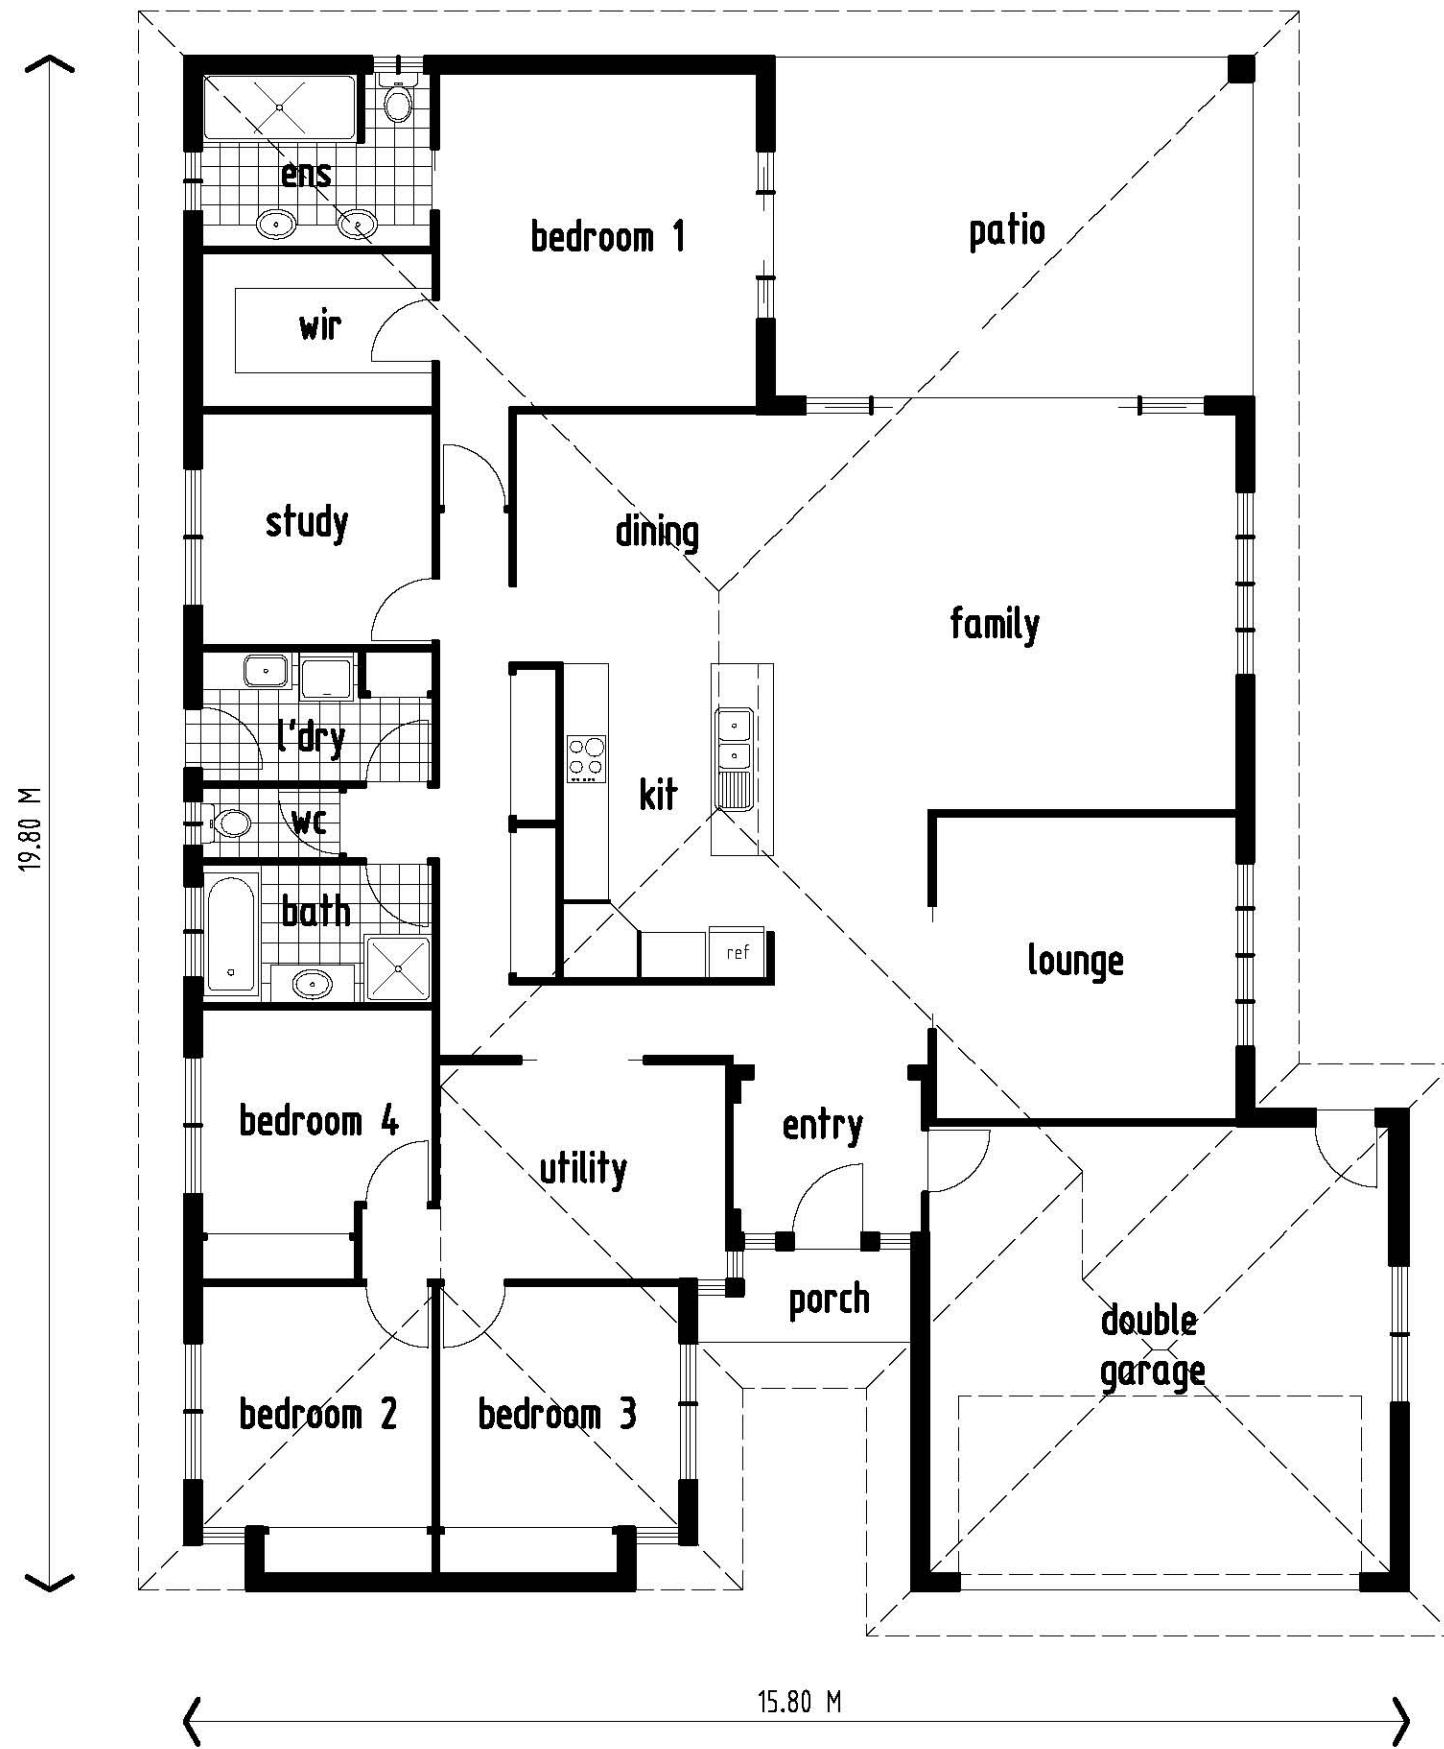 ens
bedroom 1
patio
wir
study
dining
family
l'dry
kit
19.80 M
wc
bath
ref
lounge
bedroom 4
entry
utility
porch
double
garage
bedroom 2
bedroom 3
15.80 M